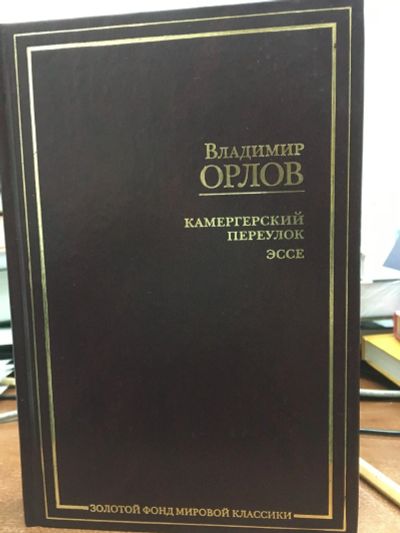 Владимир
ОРЛОВ
КАМЕРГЕРСКИЙ
ПЕРЕУЛОК
ЭССЕ
ЗОЛОТОЙ ФОНД МИРОВОЙ КЛАССИКИ